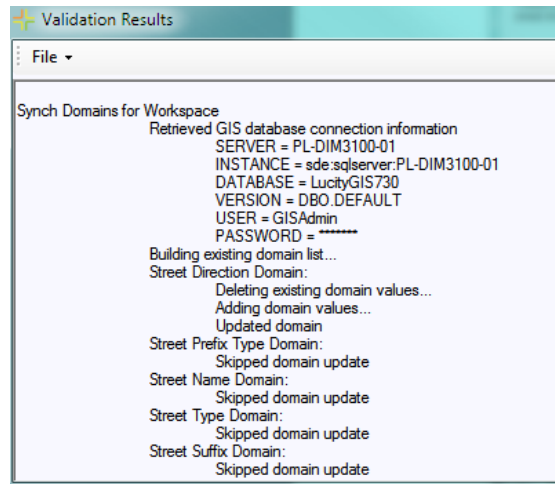 Validation Results
File
Synch Domains for Workspace
Retrieved GIS database connection information
SERVER = PL-DIM3100-01
INSTANCE = sde:sqlserver:PL-DIM3100-01
DATABASE = LucityGIS730
VERSION = DBO.DEFAULT
USER = GISAdmin
PASSWORD = *******
Building existing domain list...
Street Direction Domain:
Deleting existing domain values...
Adding domain values...
Updated domain
Street Prefix Type Domain:
Skipped domain update
Street Name Domain:
Skipped domain update
Street Type Domain:
Skipped domain update
Street Suffix Domain:
Skipped domain update